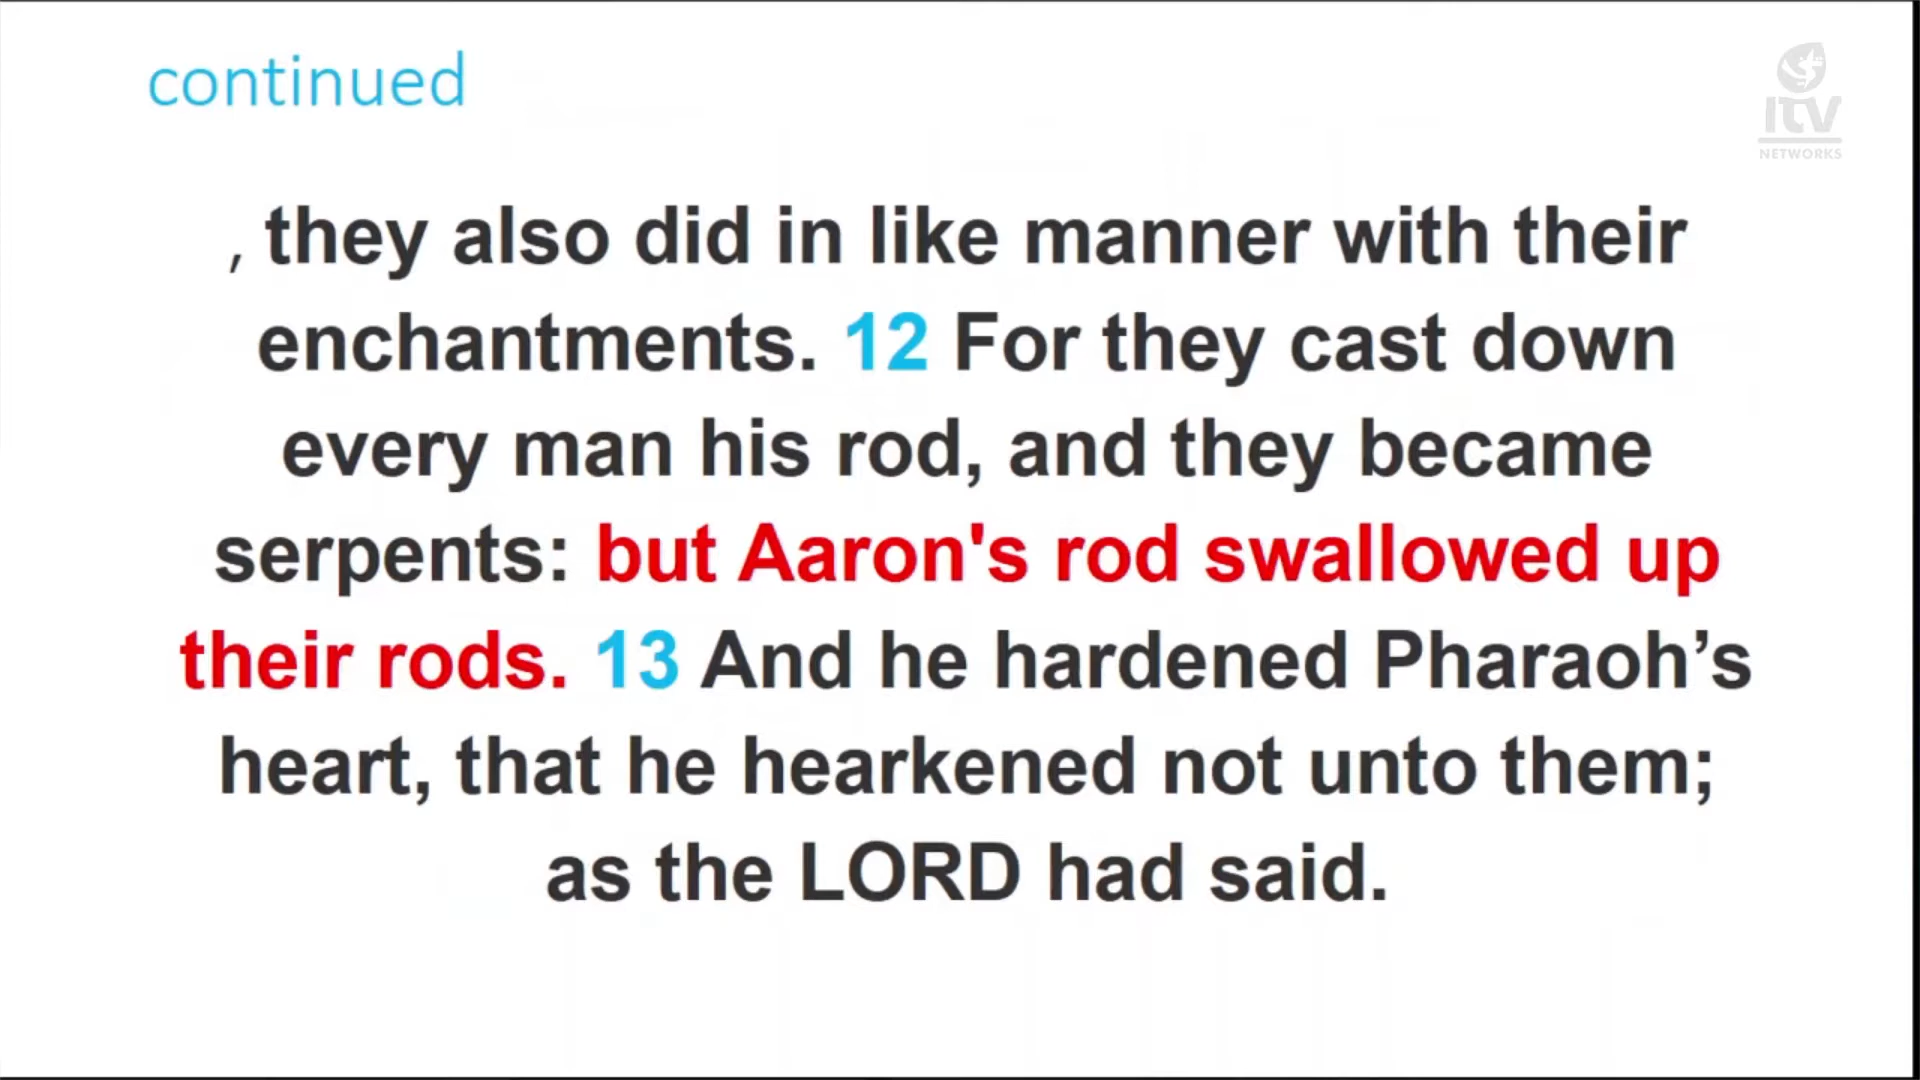 continued
ITV
NETWORKS
, they also did in like manner with their
enchantments. 12 For they cast down
every man his rod, and they became
serpents: but Aaron's rod swallowed up
their rods. 13 And he hardened Pharaoh’s
heart, that he hearkened not unto them;
as the LORD had said.